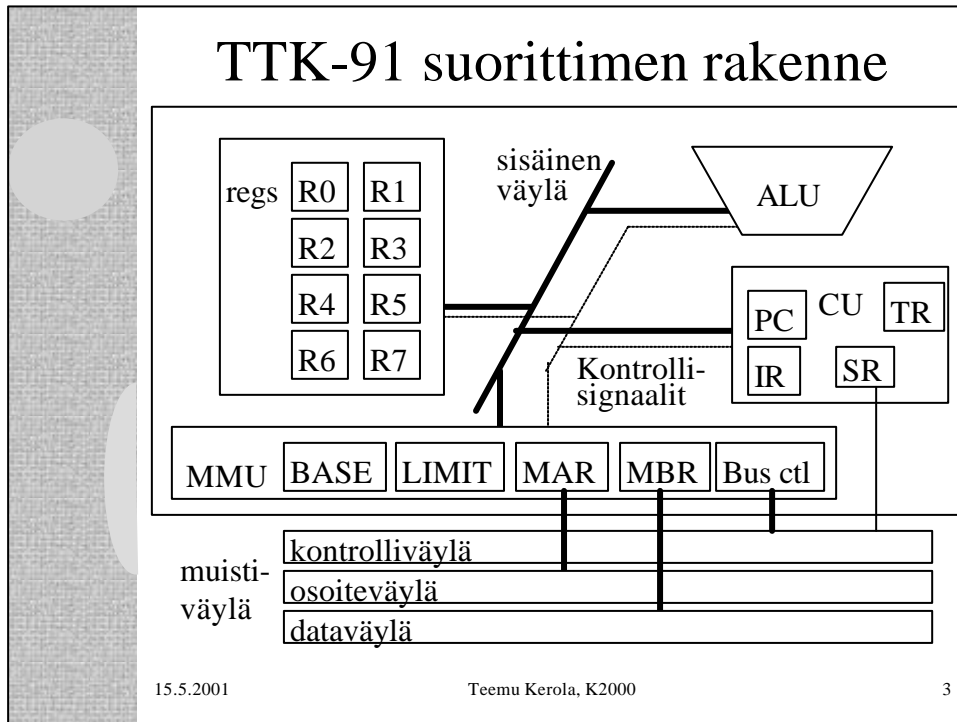 TTK-91 suorittimen rakenne
regs
R0 R1
R2 R3
R4 R5
R6 R7
sisäinen
väylä
ALU
PC CU TR
IR SR
Kontrolli-
signaalit
MMU BASE LIMIT MAR MBR Bus ctl
muisti-
väylä
kontrolliväylä
osoiteväylä
dataväylä
15.5.2001 Teemu Kerola, K2000 3